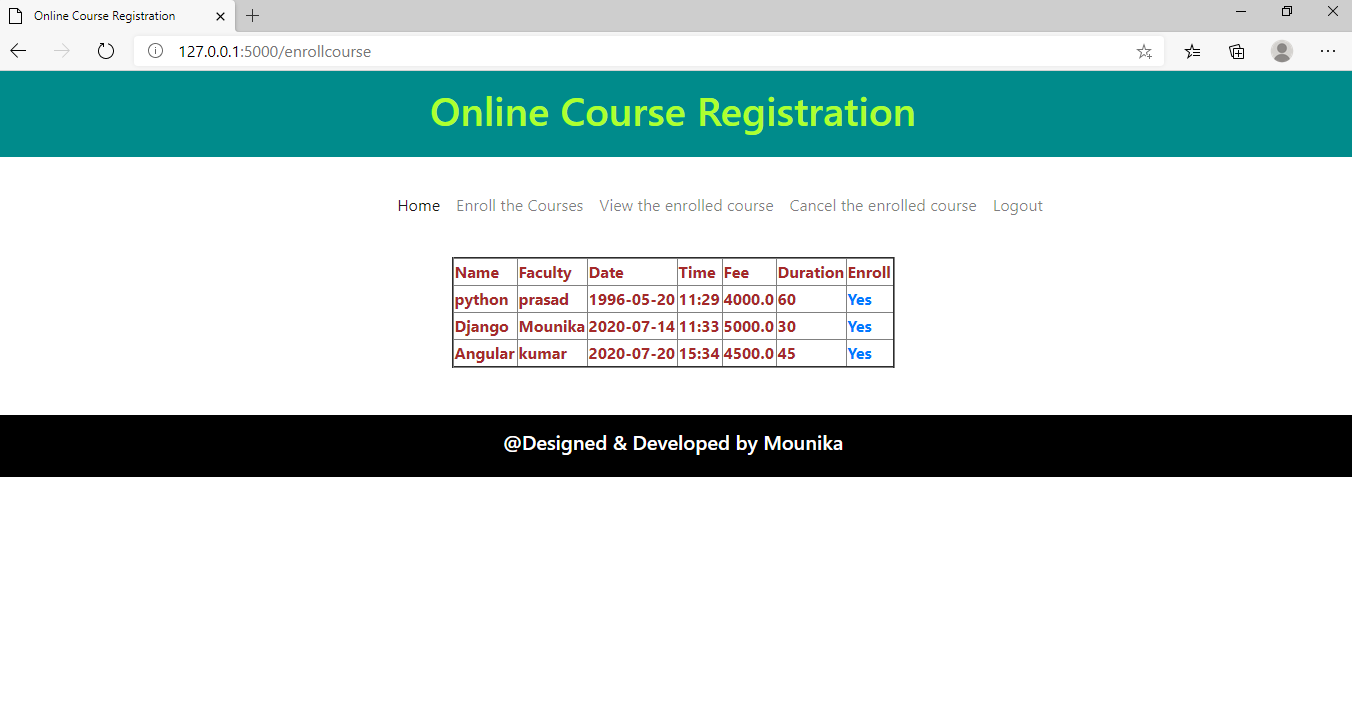 Online Course Registration
127.0.0.1:5000/enrollcourse
Online Course Registration
Home Enroll the Courses View the enrolled course Cancel the enrolled course Logout
Name Faculty Date Time Fee Duration Enroll
python prasad 1996-05-20 11:29 4000.0 60 Yes
Django Mounika 2020-07-14 11:33 5000.0 30 Yes
Angular kumar 2020-07-20 15:34 4500.0 45 Yes
@Designed & Developed by Mounika